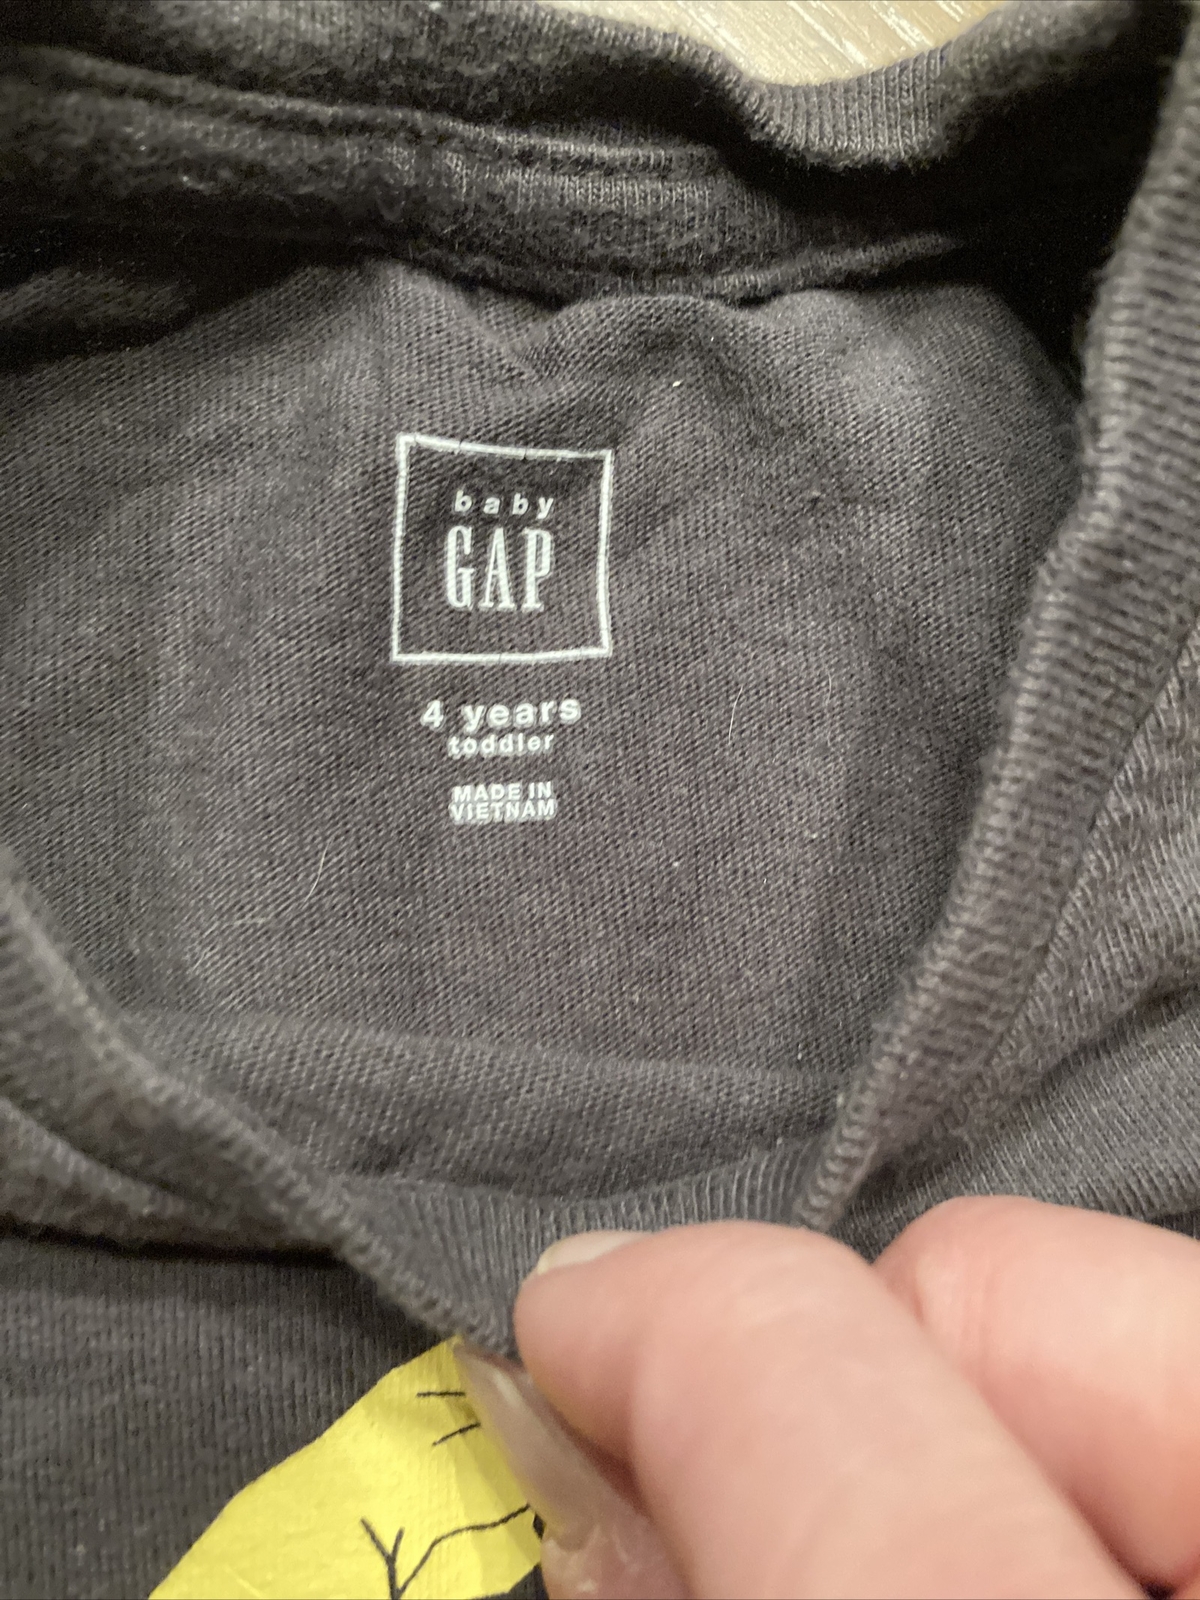 baby
GAP
4 years
toddler
MADE IN
VIETNAM